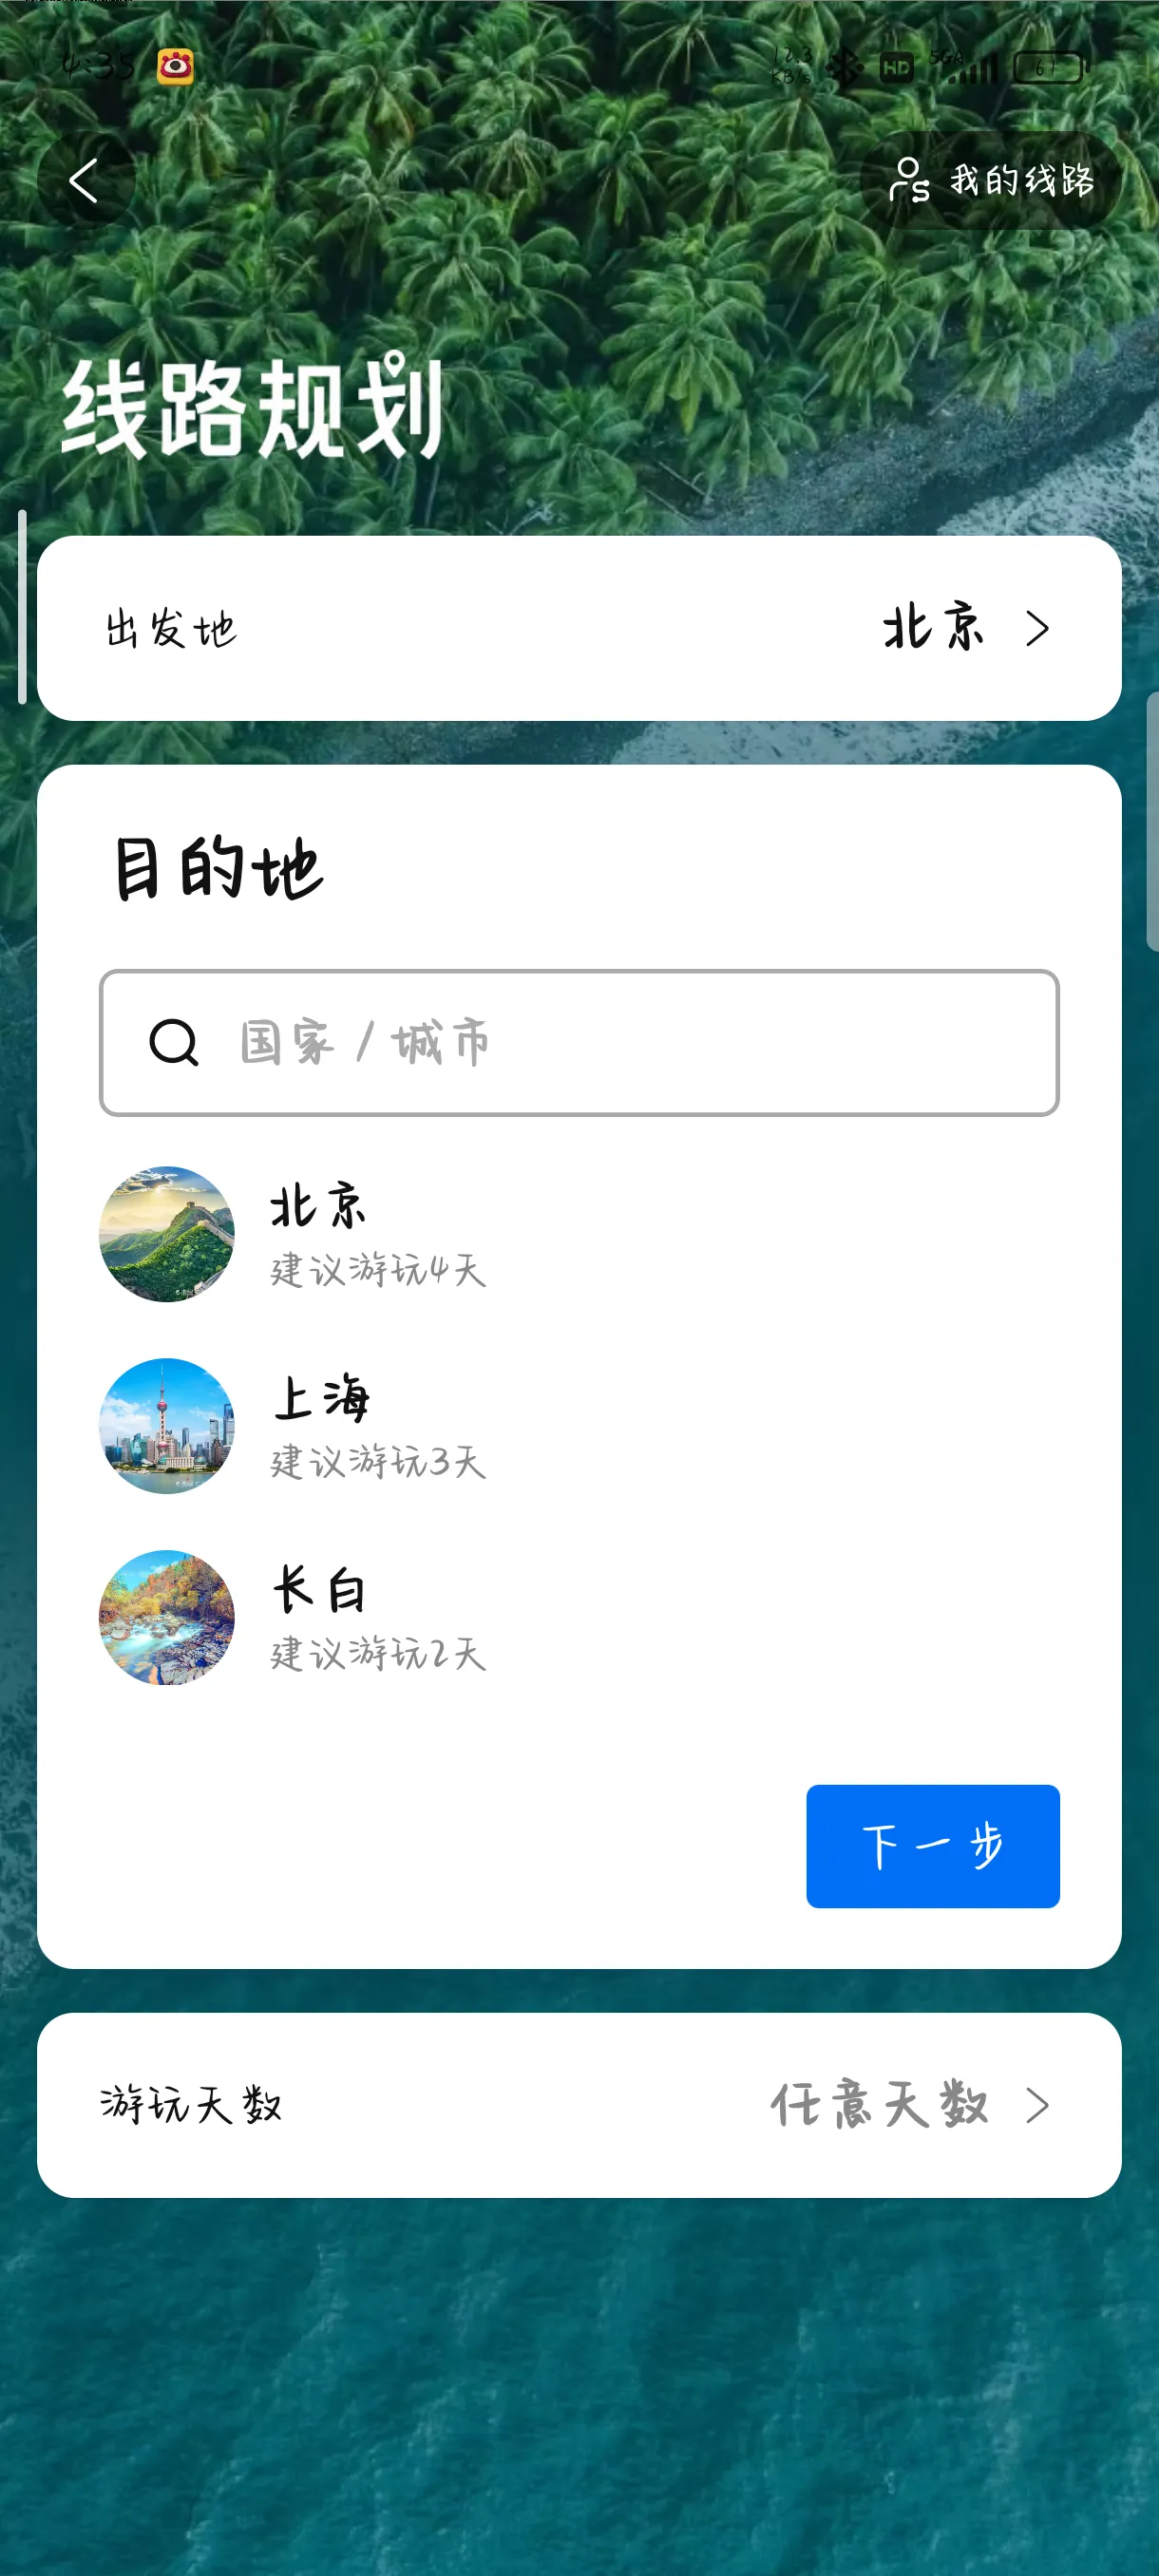 4:35
12.3
KB/s
HD
5GA
61
我的线路
线路规划
出发地
北京
目的地
国家 / 城市
北京
建议游玩4天
上海
建议游玩3天
长白
建议游玩2天
下一步
游玩天数
任意天数